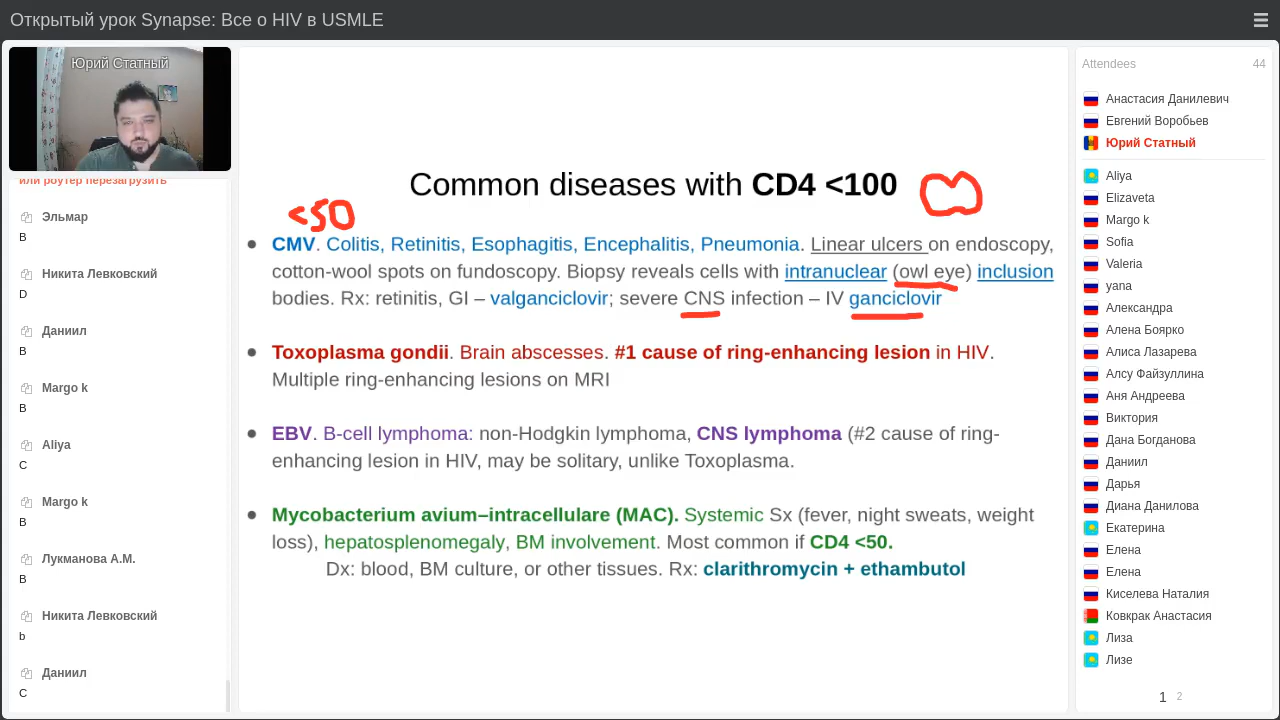 Открытый урок Synapse: Все о HIV в USMLE
Юрий Статный
или роутер перезагрузить
Эльмар
B
Никита Левковский
D
Даниил
B
Margo k
B
Aliya
C
Margo k
B
Лукманова А.М.
B
Никита Левковский
b
Даниил
C
Common diseases with CD4 <100
<50
CMV. Colitis, Retinitis, Esophagitis, Encephalitis, Pneumonia. Linear ulcers on endoscopy,
cotton-wool spots on fundoscopy. Biopsy reveals cells with intranuclear (owl eye) inclusion
bodies. Rx: retinitis, GI – valganciclovir; severe CNS infection – IV ganciclovir
Toxoplasma gondii. Brain abscesses. #1 cause of ring-enhancing lesion in HIV.
Multiple ring-enhancing lesions on MRI
EBV. B-cell lymphoma: non-Hodgkin lymphoma, CNS lymphoma (#2 cause of ring-
enhancing lesion in HIV, may be solitary, unlike Toxoplasma.
Mycobacterium avium–intracellulare (MAC). Systemic Sx (fever, night sweats, weight
loss), hepatosplenomegaly, BM involvement. Most common if CD4 <50.
Dx: blood, BM culture, or other tissues. Rx: clarithromycin + ethambutol
Attendees 44
Анастасия Данилевич
Евгений Воробьев
Юрий Статный
Aliya
Elizaveta
Margo k
Sofia
Valeria
yana
Александра
Алена Боярко
Алиса Лазарева
Алсу Файзуллина
Аня Андреева
Виктория
Дана Богданова
Даниил
Дарья
Диана Данилова
Екатерина
Елена
Елена
Киселева Наталия
Ковкрак Анастасия
Лиза
Лизе
1 2